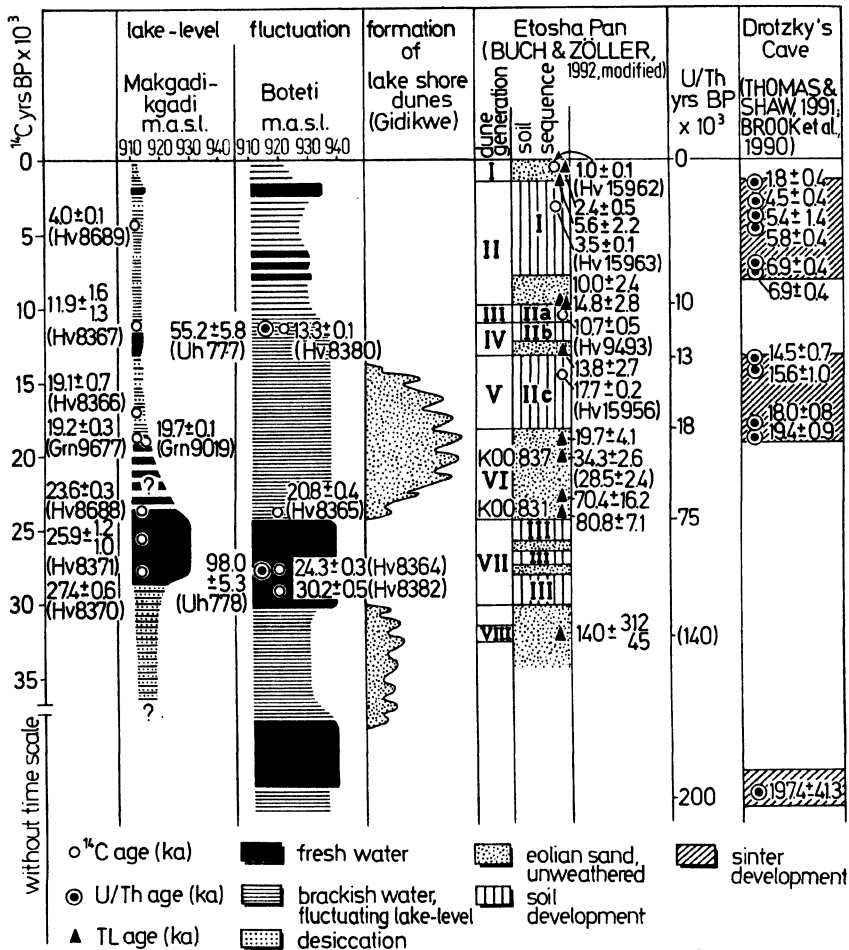 lake-level
fluctuation
formation
of
lake shore
dunes
(Gidikwe)
Etosha Pan
(BUCH & ZÖLLER,
1992, modified)
Drotzky's
Cave
(THOMAS &
SHAW, 1991;
BROOK et al.,
1990)
¹⁴C yrs BP x 10³
Makgadi-
kgadi
m.a.s.l.
910 920 930 940
Boteti
m.a.s.l.
910 920 930 940
dune
generation
soil
sequence
U/Th
yrs BP
x 10³
0
5
10
15
20
25
30
35
without time scale
4.0±0.1
(Hv8689)
11.9± 1.6
1.3
(Hv8367)
19.1±0.7
(Hv8366)
19.2±0.3
(Grn9677)
19.7±0.1
(Grn9019)
23.6±0.3
(Hv8688)
25.9± 1.2
1.0
(Hv8371)
27.4±0.6
(Hv8370)
?
?
55.2±5.8
(Uh777)
13.3±0.1
(Hv8380)
20.8±0.4
(Hv8365)
98.0
±5.3
(Uh778)
24.3±0.3(Hv8364)
30.2±0.5(Hv8382)
I
II
III
IV
V
VI
VII
VIII
K00837
K00831
I
IIa
IIb
IIc
III
III
III
1.0±0.1
(Hv 15962)
2.4±0.5
5.6±2.2
3.5±0.1
(Hv 15963)
10.0±2.4
14.8±2.8
10.7±0.5
(Hv 9493)
13.8±2.7
17.7±0.2
(Hv15956)
19.7±4.1
34.3±2.6
(28.5±2.4)
70.4±16.2
80.8±7.1
140± 312
45
0
10
13
18
75
(140)
200
1.8±0.4
4.5±0.4
5.4±1.4
5.8±0.4
6.9±0.4
6.9±0.4
14.5±0.7
15.6±1.0
18.0±0.8
19.4±0.9
197.4±41.3
¹⁴C age (ka)
U/Th age (ka)
TL age (ka)
fresh water
brackish water,
fluctuating lake-level
desiccation
eolian sand,
unweathered
soil
development
sinter
development